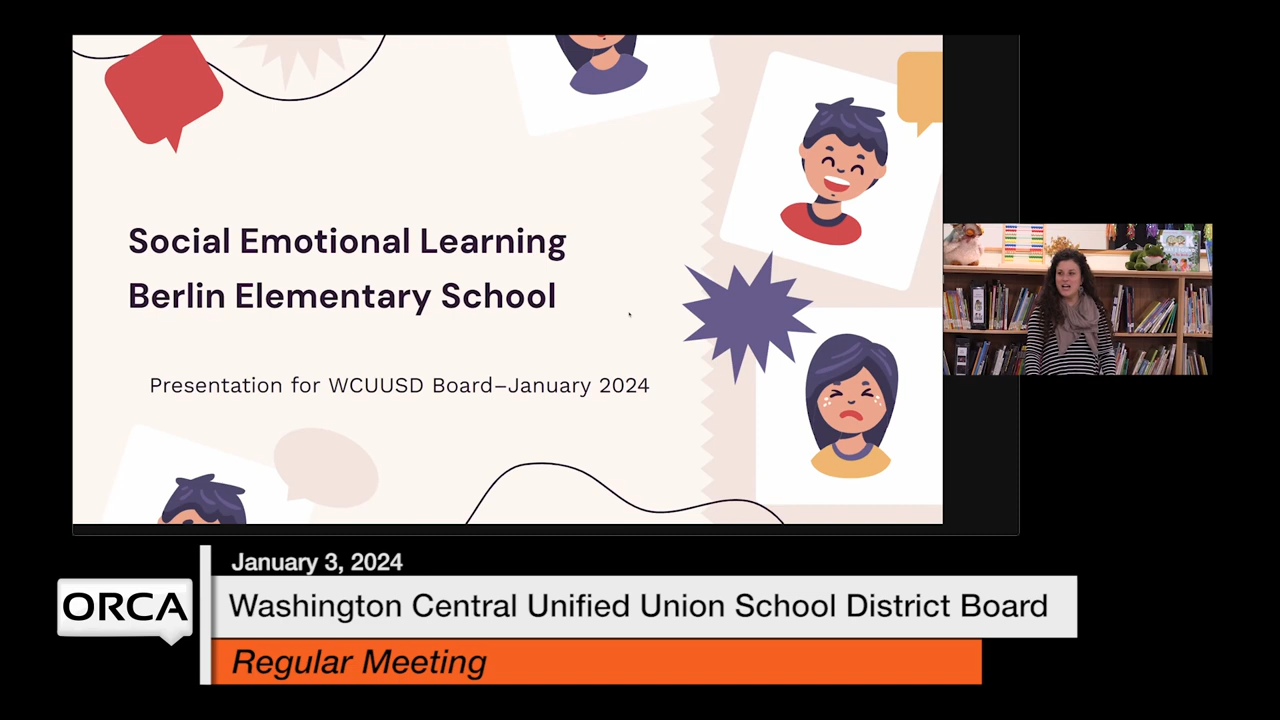 Social Emotional Learning
Berlin Elementary School
Presentation for WCUUSD Board–January 2024
January 3, 2024
ORCA
Washington Central Unified Union School District Board
Regular Meeting